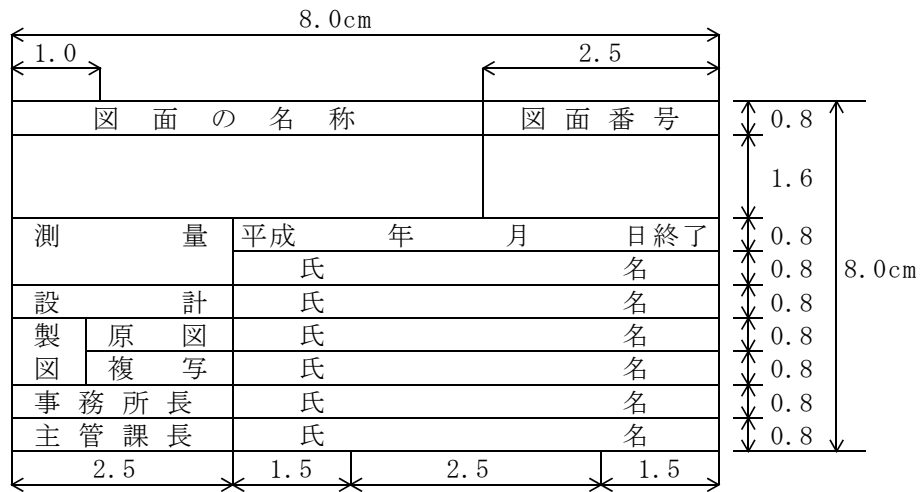 8.0cm
1.0 2.5
図面の名称 図面番号 0.8
1.6
測量 平成 年 月 日終了 0.8
氏 名 0.8 8.0cm
設計 氏 名 0.8
製図 原図 氏 名 0.8
複写 氏 名 0.8
事務所長 氏 名 0.8
主管課長 氏 名 0.8
2.5 1.5 2.5 1.5